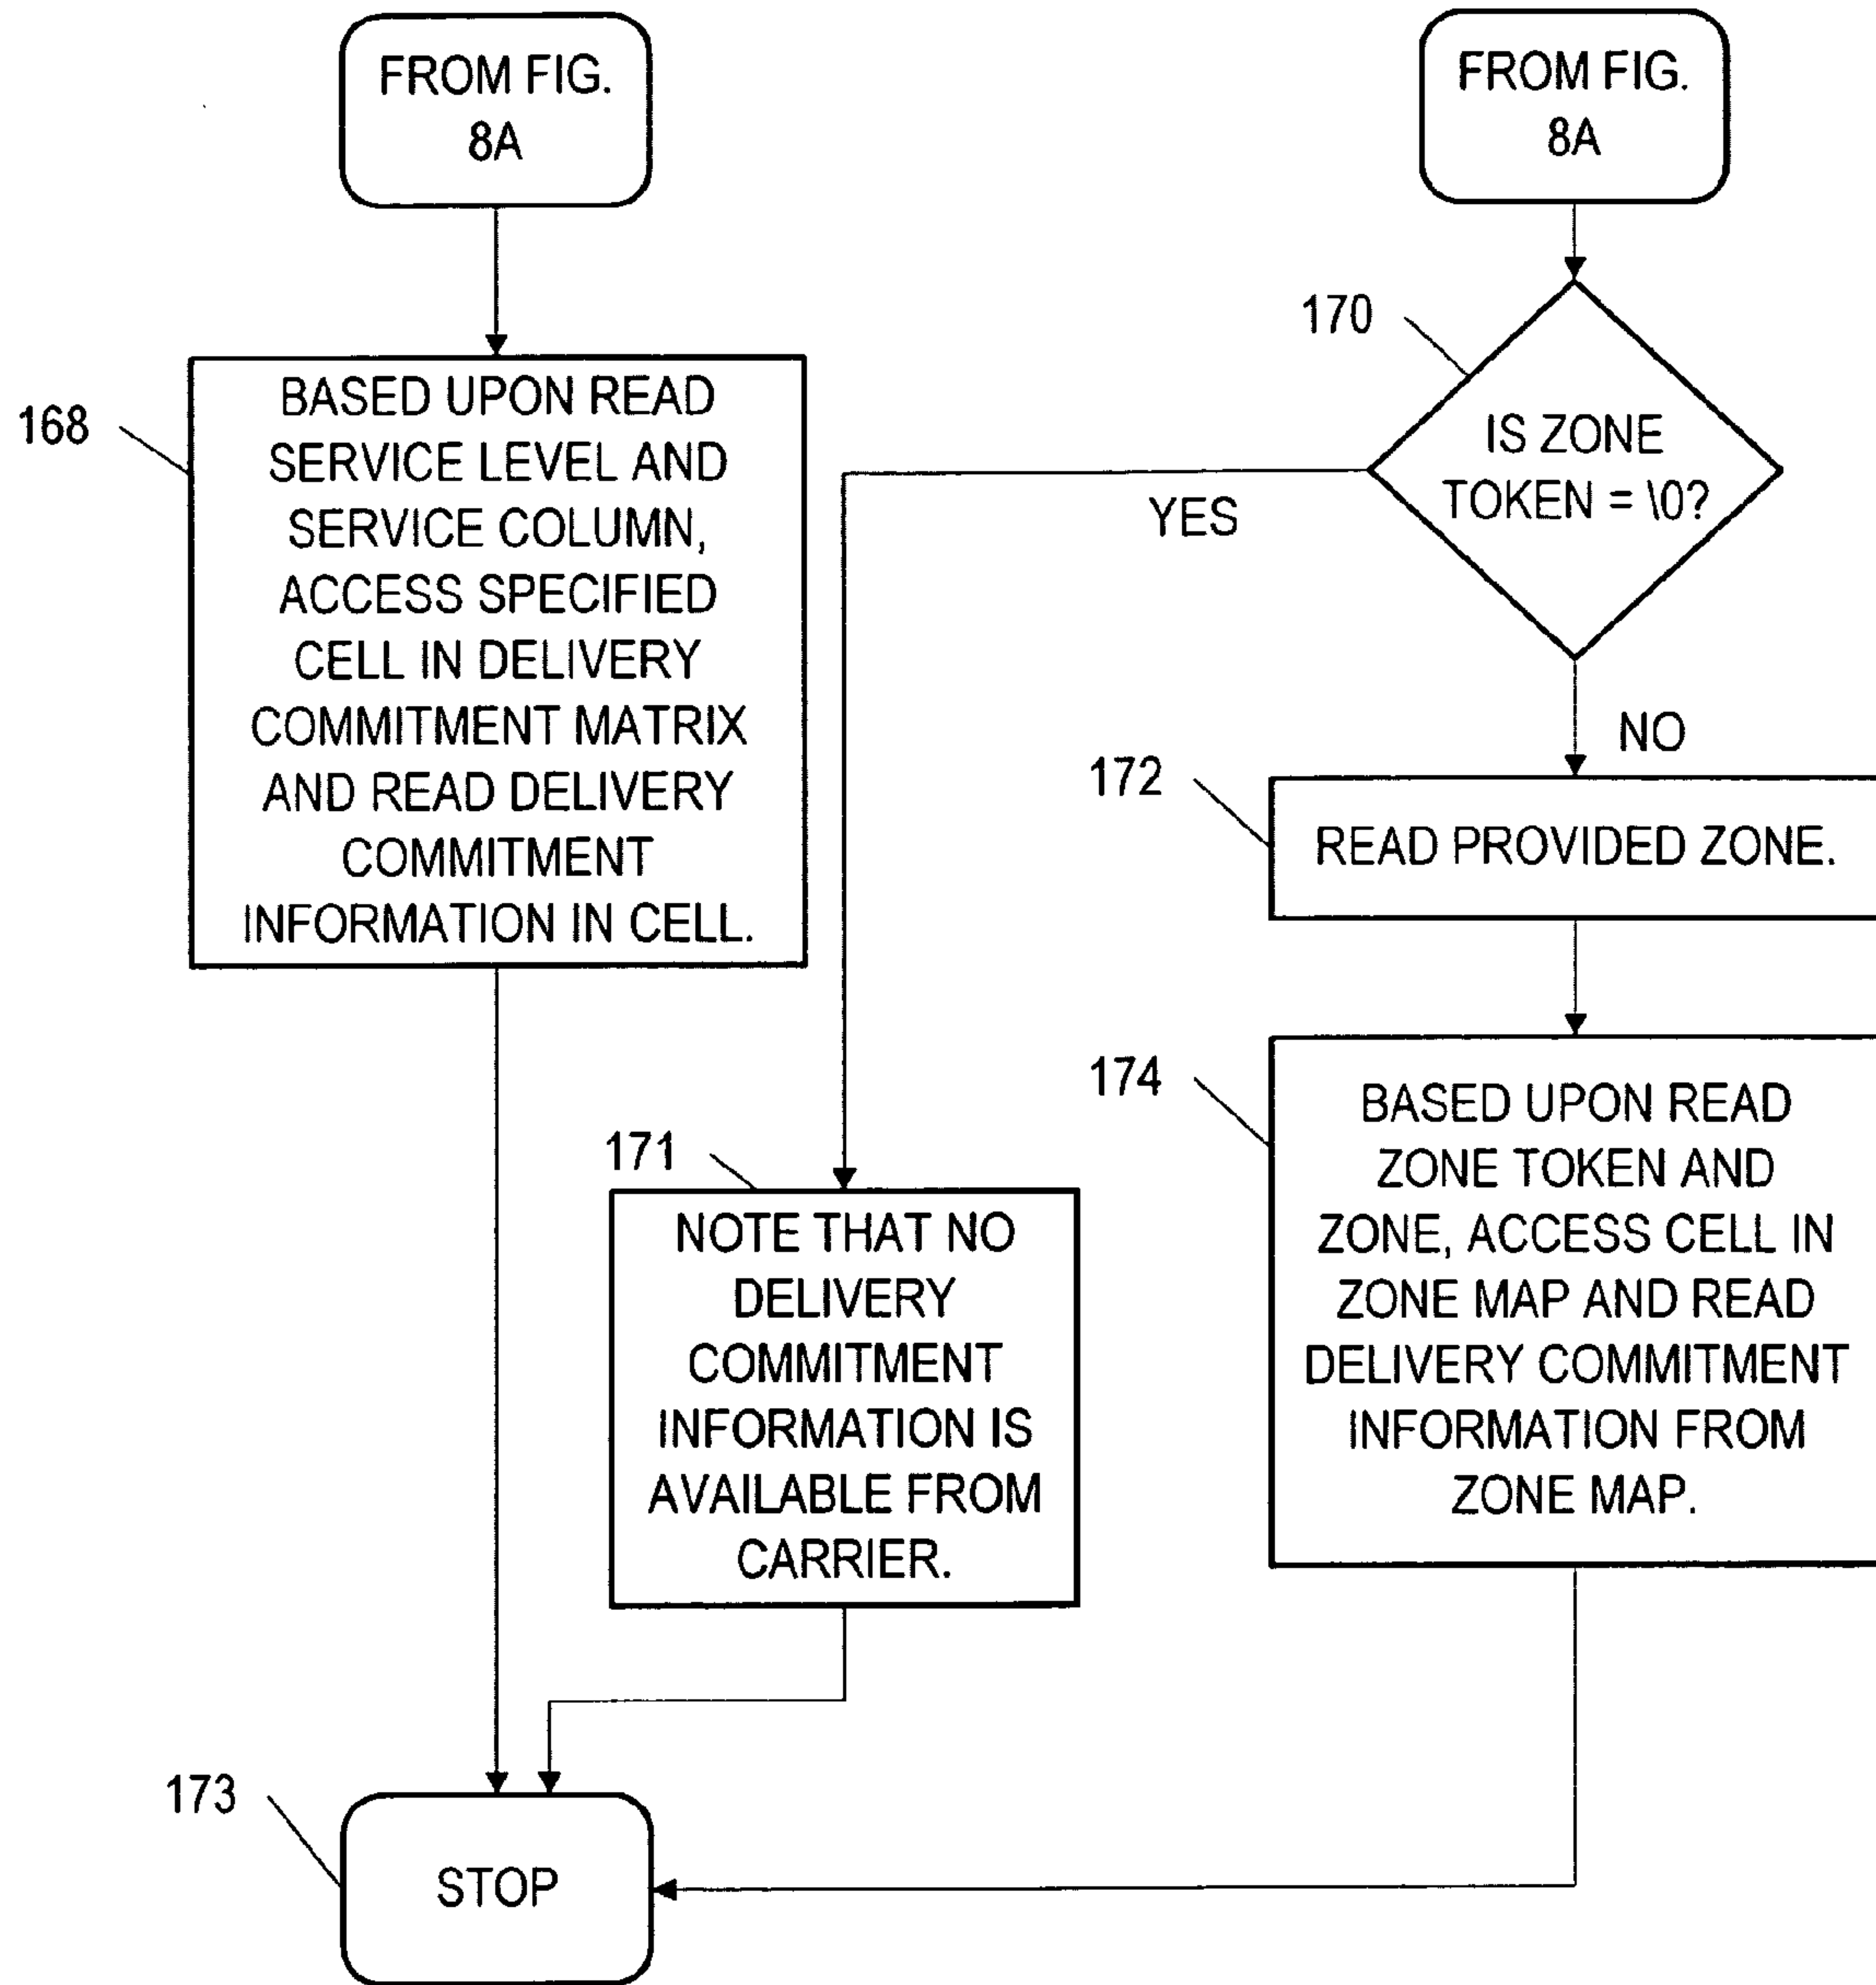 FROM FIG.
8A
168
BASED UPON READ
SERVICE LEVEL AND
SERVICE COLUMN,
ACCESS SPECIFIED
CELL IN DELIVERY
COMMITMENT MATRIX
AND READ DELIVERY
COMMITMENT
INFORMATION IN CELL.
FROM FIG.
8A
170
IS ZONE
TOKEN = \0?
YES
NO
172
READ PROVIDED ZONE.
174
BASED UPON READ
ZONE TOKEN AND
ZONE, ACCESS CELL IN
ZONE MAP AND READ
DELIVERY COMMITMENT
INFORMATION FROM
ZONE MAP.
171
NOTE THAT NO
DELIVERY
COMMITMENT
INFORMATION IS
AVAILABLE FROM
CARRIER.
173
STOP